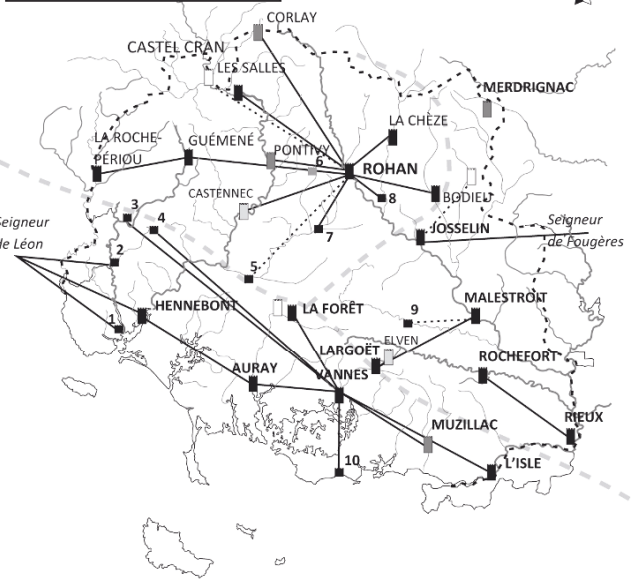 CORLAY
CASTEL CRAN
LES SALLES
MERDRIGNAC
LA CHÈZE
LA ROCHE-
PÉRIOU
GUÉMENÉ
PONTIVY
6
ROHAN
CASTENNEC
8
BODIEU
3
4
7
JOSSELIN
Seigneur
de Fougères
Seigneur
de Léon
2
5
HENNEBONT
1
LA FORÊT
9
MALESTROIT
ELVEN
LARGOËT
ROCHEFORT
AURAY
VANNES
MUZILLAC
RIEUX
10
L'ISLE